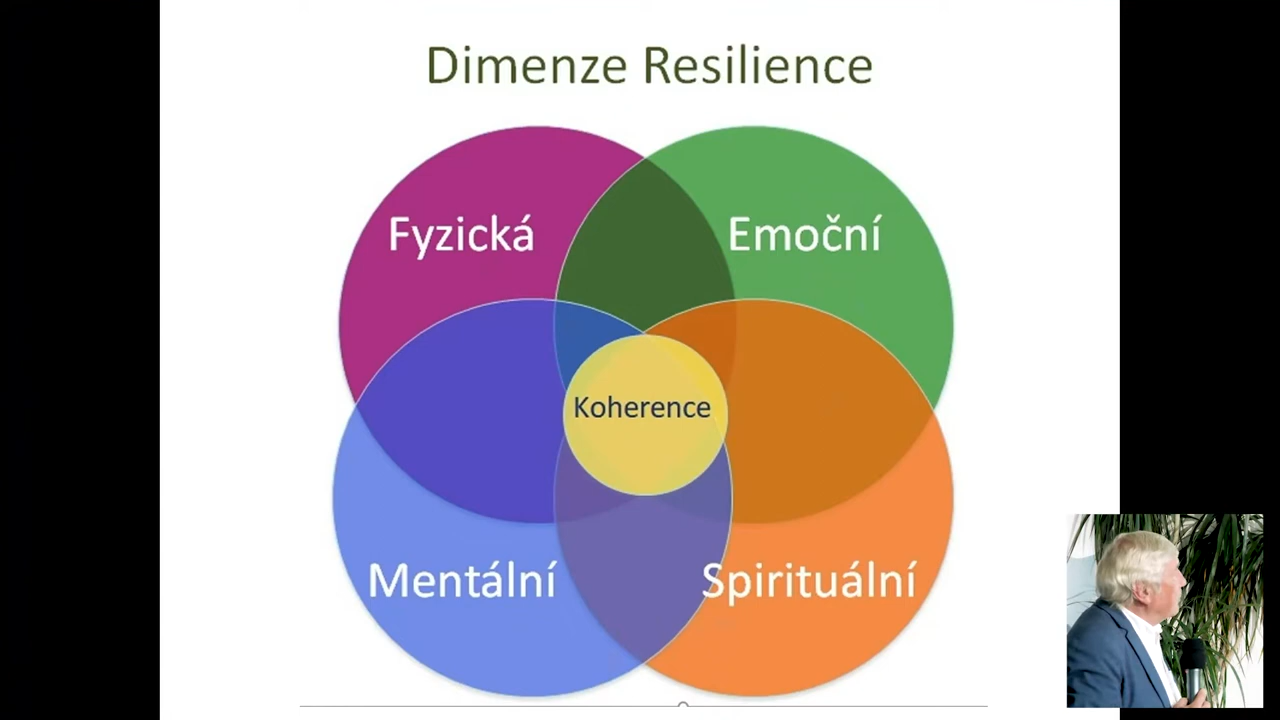 Dimenze Resilience
Fyzická
Emoční
Koherence
Mentální
Spirituální